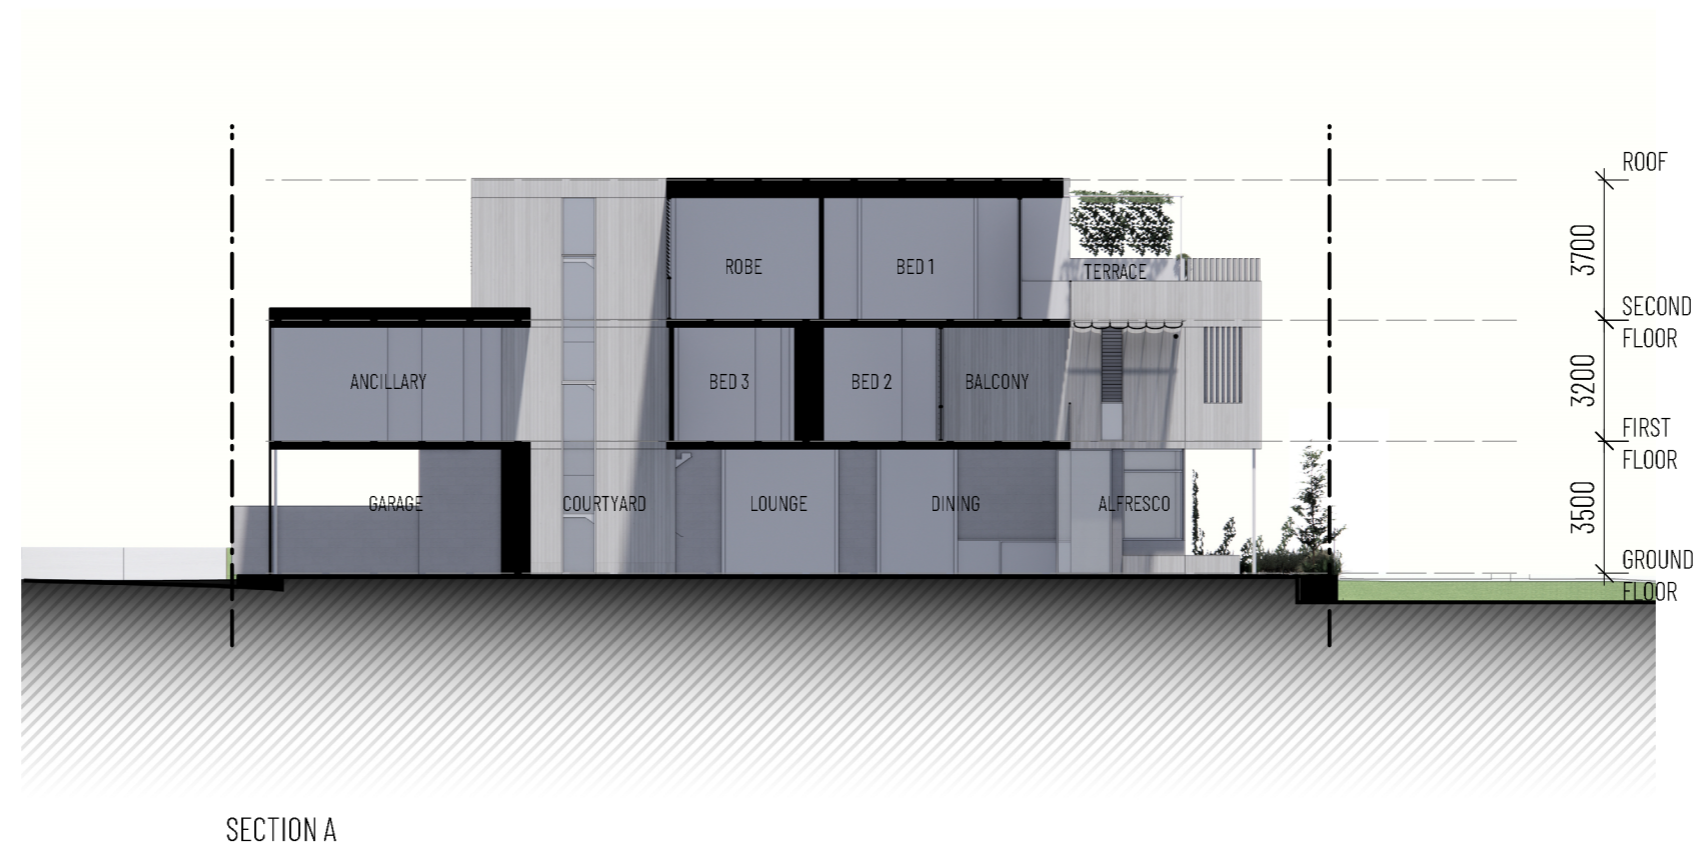 ROOF
3700
ROBE
BED 1
TERRACE
SECOND
FLOOR
3200
ANCILLARY
BED 3
BED 2
BALCONY
FIRST
FLOOR
3500
GARAGE
COURTYARD
LOUNGE
DINING
ALFRESCO
GROUND
FLOOR
SECTION A